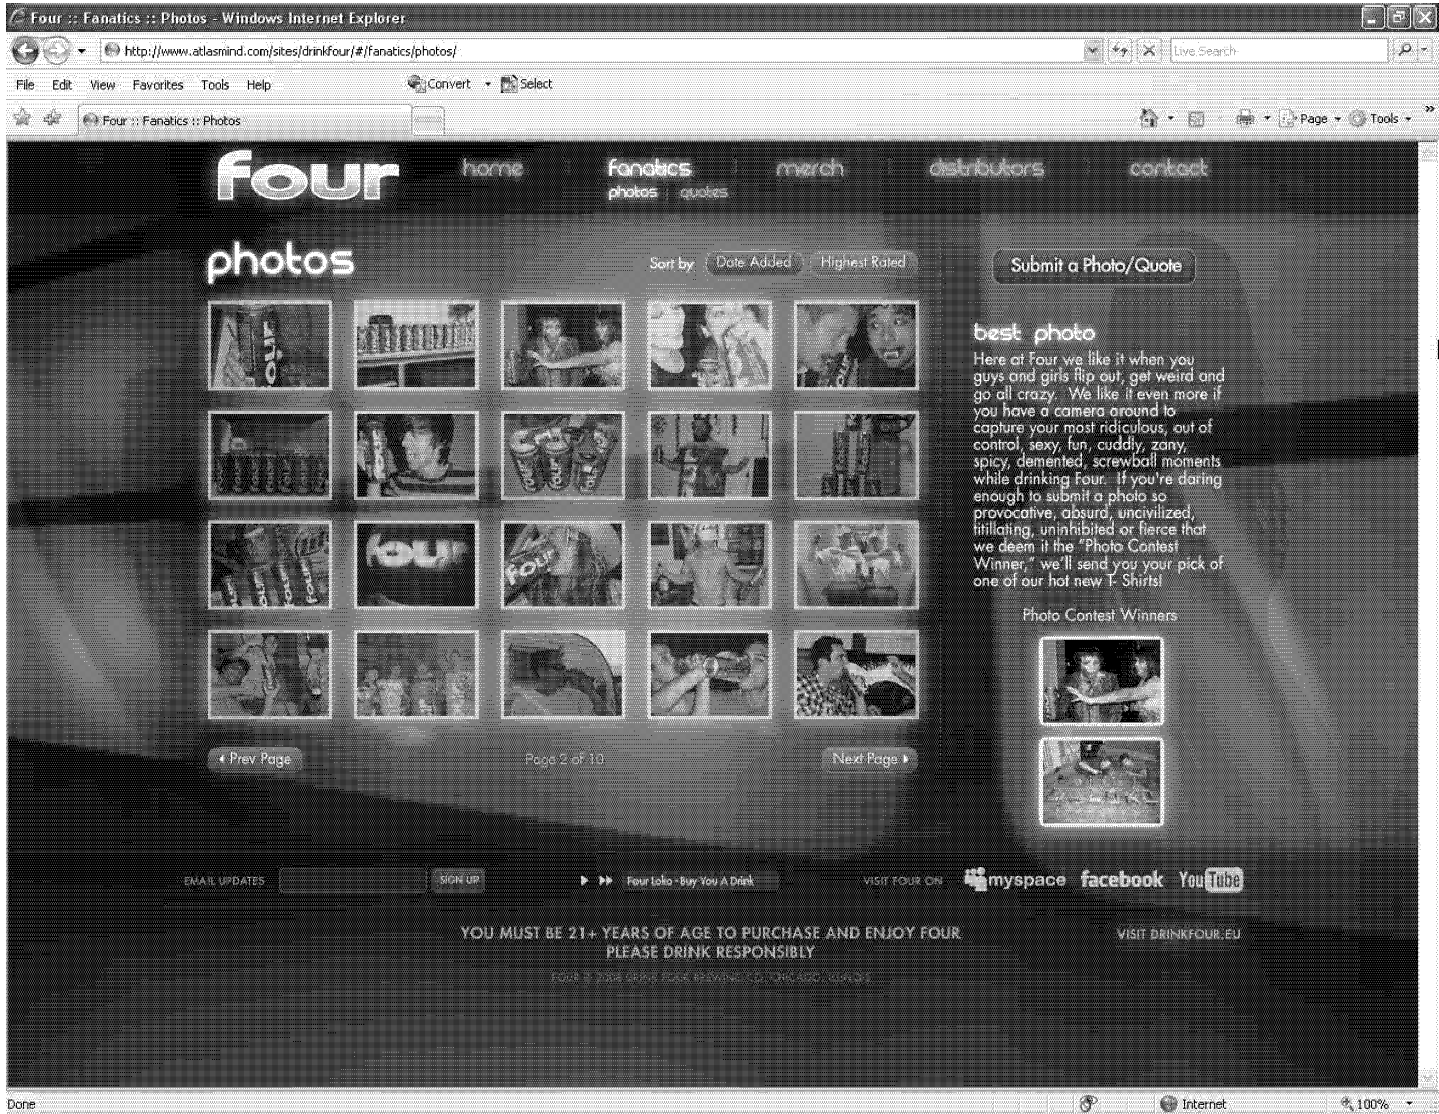 Four :: Fanatics :: Photos - Windows Internet Explorer
http://www.atlasmind.com/sites/drinkfour/#/fanatics/photos/
Live Search
File Edit View Favorites Tools Help
Convert Select
Four :: Fanatics :: Photos
Page Tools
four
home fanatics merch distributors contact
photos quotes
photos
Sort by Date Added Highest Rated
Submit a Photo/Quote
best photo
Here at Four we like it when you
guys and girls flip out, get weird and
go all crazy. We like it even more if
you have a camera around to
capture your most ridiculous, out of
control, sexy, fun, cuddly, zany,
spicy, demented, screwball moments
while drinking Four. If you're daring
enough to submit a photo so
provocative, absurd, uncivilized,
titillating, uninhibited or fierce that
we deem it the "Photo Contest
Winner," we'll send you your pick of
one of our hot new T- Shirts!
Photo Contest Winners
four
Prev Page
Page 2 of 10
Next Page
EMAIL UPDATES SIGN UP
Four Loko - Buy You A Drink
VISIT FOUR ON myspace facebook YouTube
YOU MUST BE 21+ YEARS OF AGE TO PURCHASE AND ENJOY FOUR
PLEASE DRINK RESPONSIBLY
VISIT DRINKFOUR.EU
FOUR © 2008 DRINK FOUR BREWING CO. CHICAGO, ILLINOIS
Done
Internet
100%